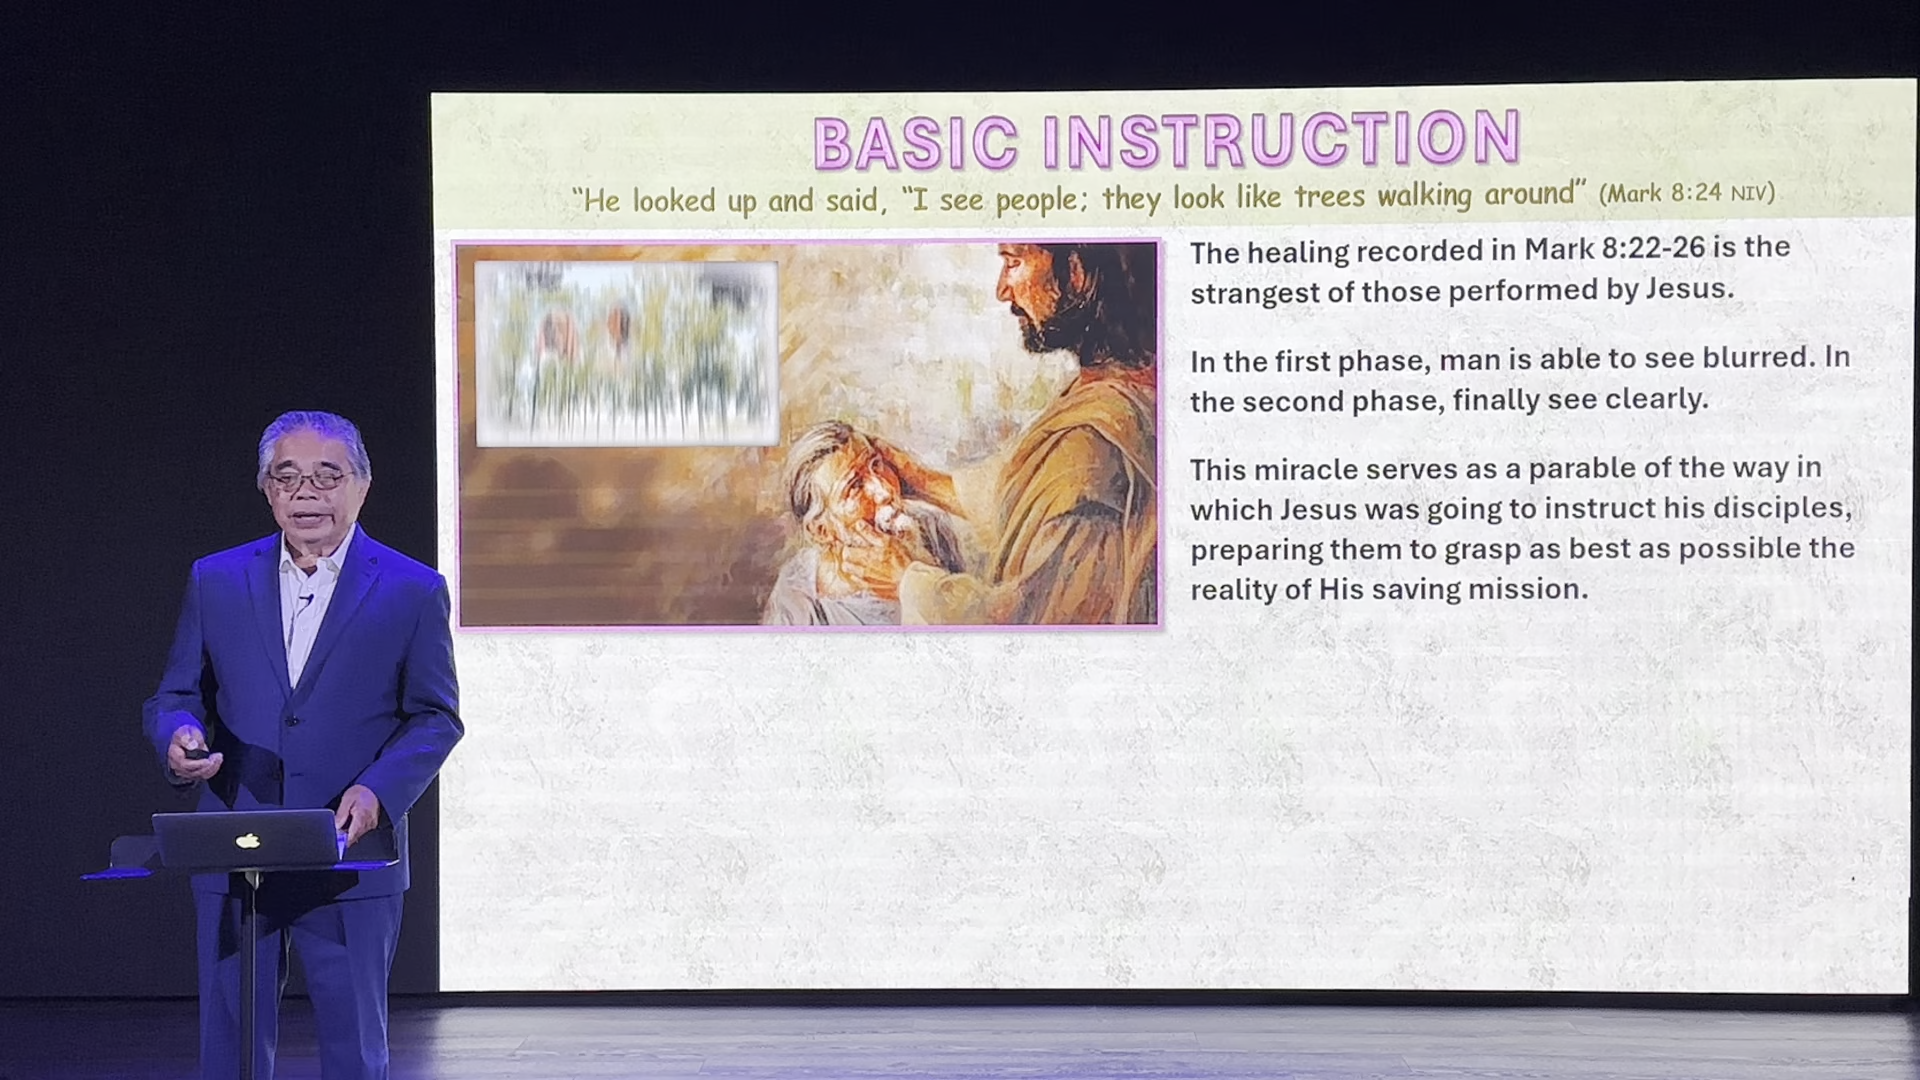 BASIC INSTRUCTION
“He looked up and said, “I see people; they look like trees walking around” (Mark 8:24 NIV)
The healing recorded in Mark 8:22-26 is the
strangest of those performed by Jesus.
In the first phase, man is able to see blurred. In
the second phase, finally see clearly.
This miracle serves as a parable of the way in
which Jesus was going to instruct his disciples,
preparing them to grasp as best as possible the
reality of His saving mission.